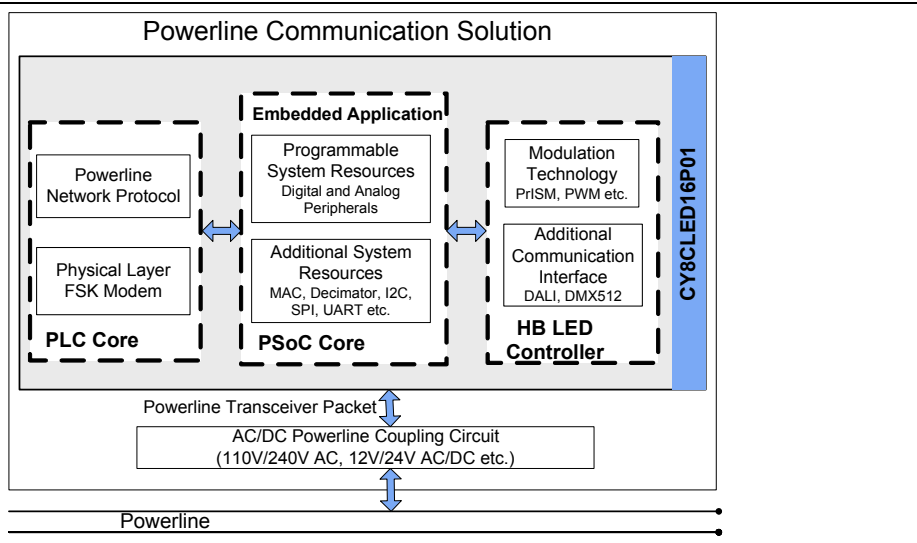 Powerline Communication Solution
Powerline
Network Protocol
Physical Layer
FSK Modem
PLC Core
Embedded Application
Programmable
System Resources
Digital and Analog
Peripherals
Additional System
Resources
MAC, Decimator, I2C,
SPI, UART etc.
PSoC Core
Modulation
Technology
PrISM, PWM etc.
Additional
Communication
Interface
DALI, DMX512
HB LED
Controller
CY8CLED16P01
Powerline Transceiver Packet
AC/DC Powerline Coupling Circuit
(110V/240V AC, 12V/24V AC/DC etc.)
Powerline